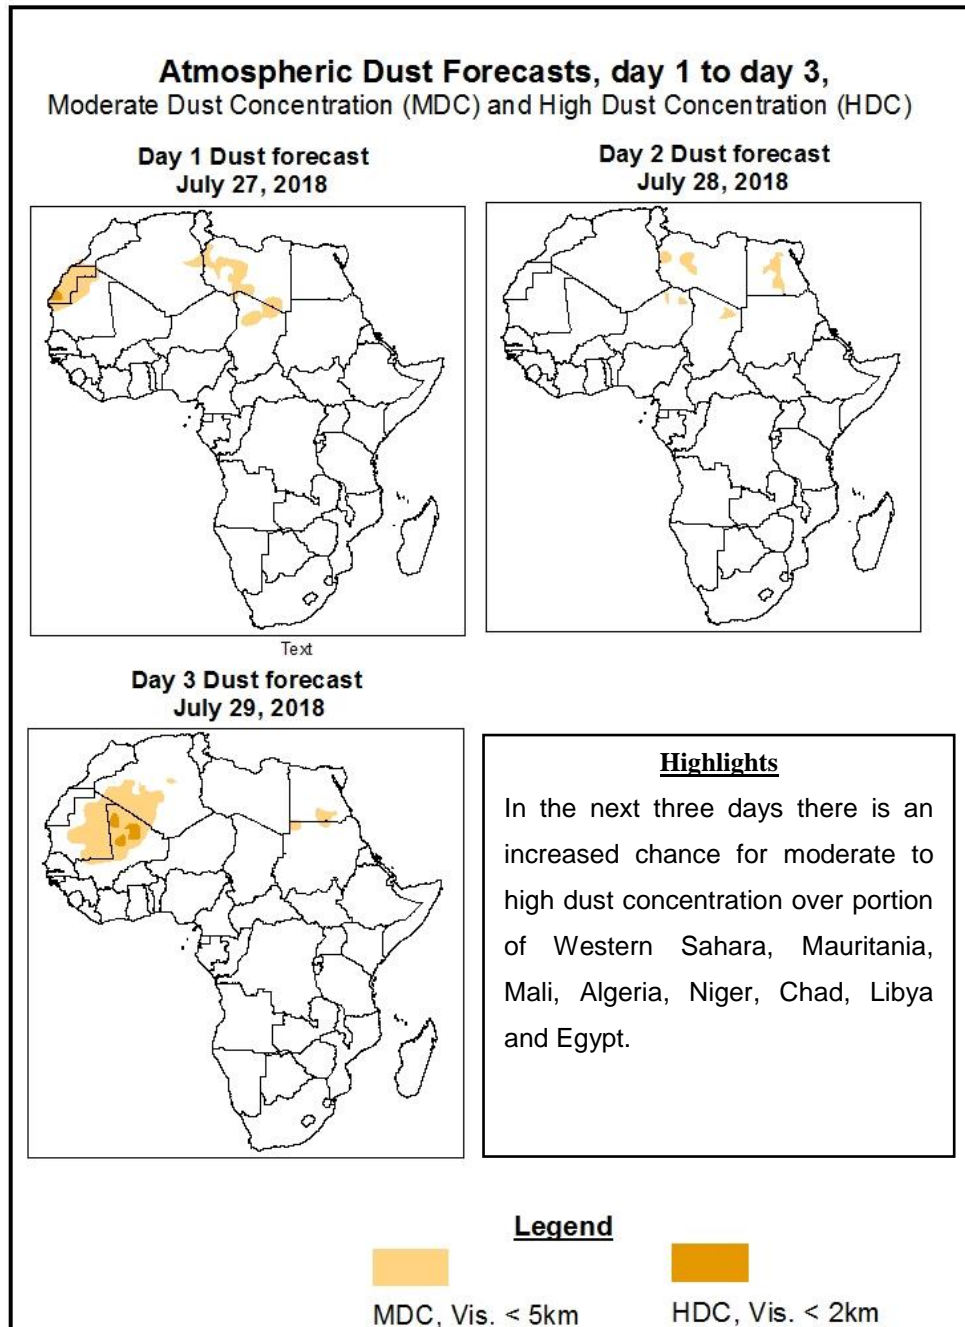 Atmospheric Dust Forecasts, day 1 to day 3,
Moderate Dust Concentration (MDC) and High Dust Concentration (HDC)
Day 1 Dust forecast
July 27, 2018
Day 2 Dust forecast
July 28, 2018
Text
Day 3 Dust forecast
July 29, 2018
Highlights
In the next three days there is an
increased chance for moderate to
high dust concentration over portion
of Western Sahara, Mauritania,
Mali, Algeria, Niger, Chad, Libya
and Egypt.
Legend
MDC, Vis. < 5km
HDC, Vis. < 2km